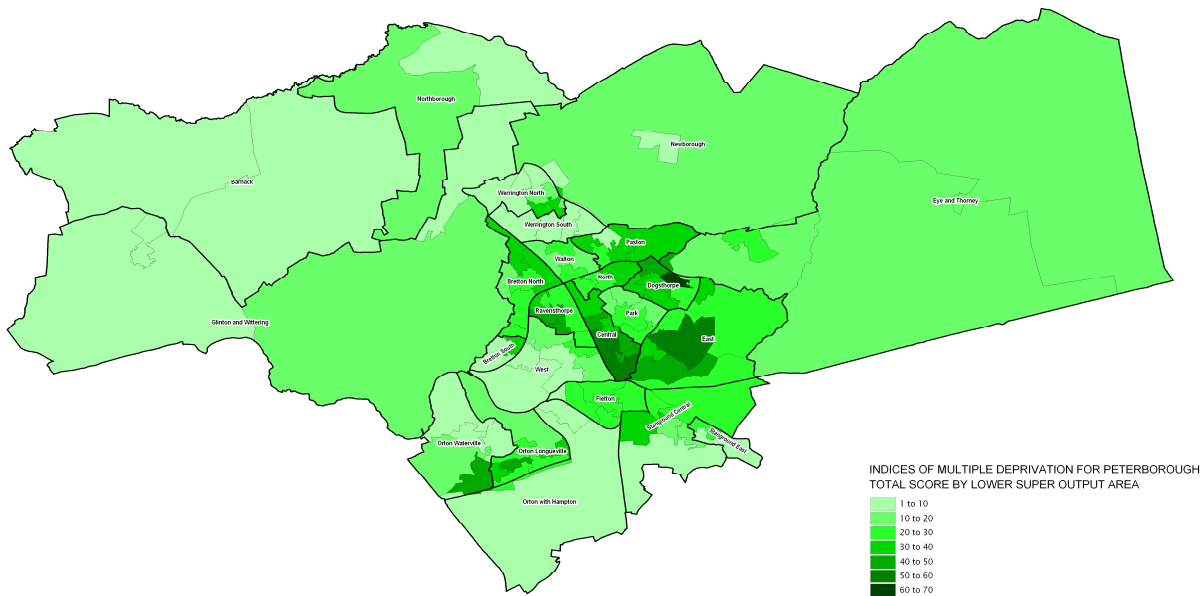 Northborough
Newborough
Barnack
Werrington North
Eye and Thorney
Werrington South
Paston
Walton
North
Bretton North
Dogsthorpe
Ravensthorpe
Park
Glinton and Wittering
Central
East
Bretton South
West
Fletton
Stanground Central
Stanground East
Orton Waterville
Orton Longueville
Orton with Hampton
INDICES OF MULTIPLE DEPRIVATION FOR PETERBOROUGH
TOTAL SCORE BY LOWER SUPER OUTPUT AREA
1 to 10
10 to 20
20 to 30
30 to 40
40 to 50
50 to 60
60 to 70